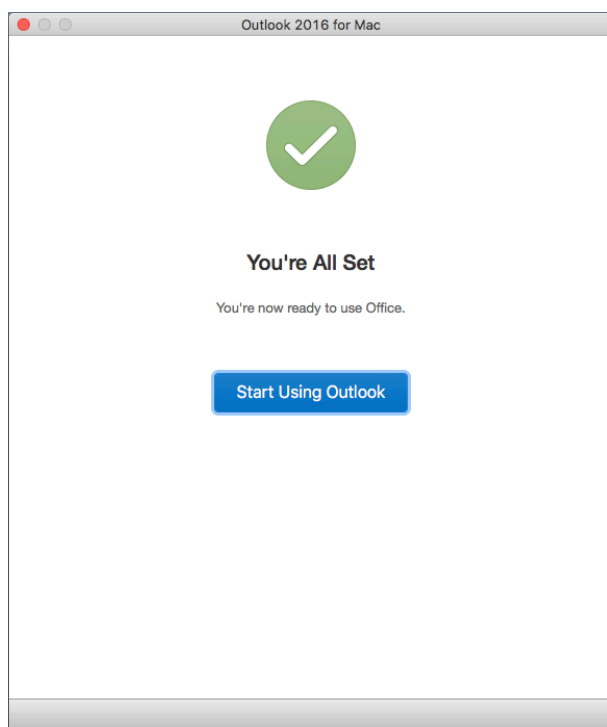 Outlook 2016 for Mac
You're All Set
You're now ready to use Office.
Start Using Outlook